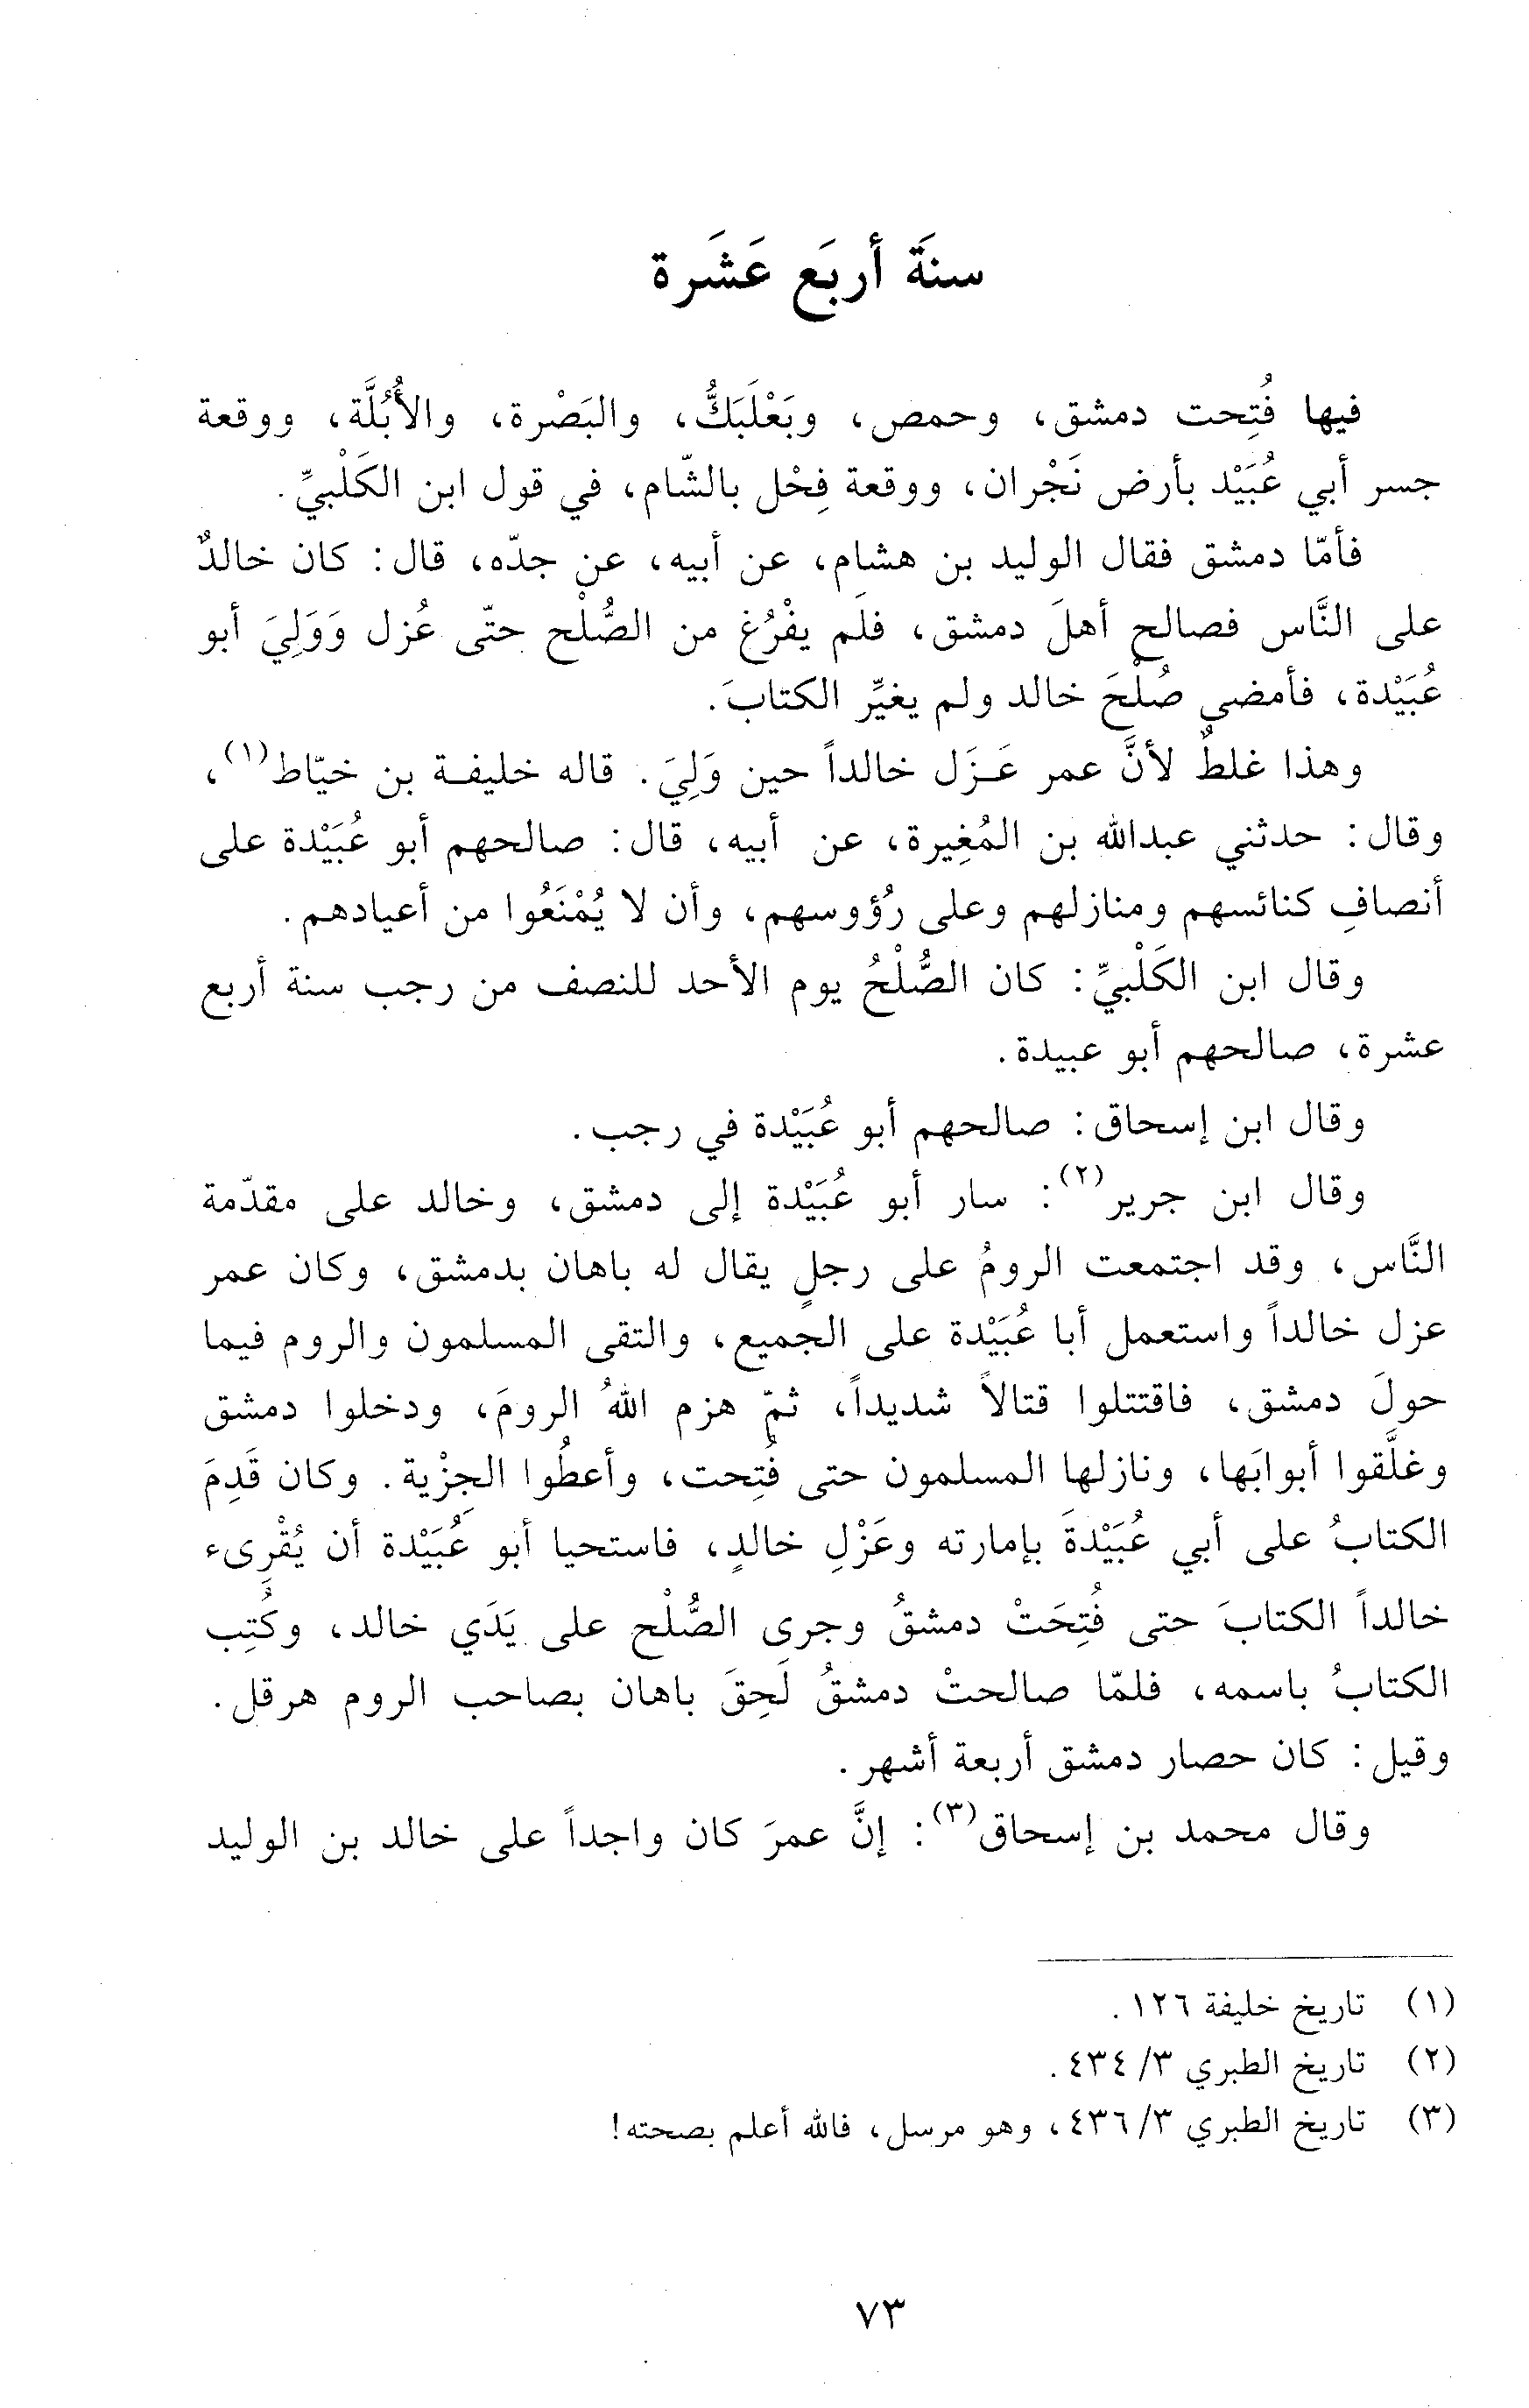 سنَةَ أربَع عَشَرة
فيها فُتِحت دمشق، وحمص، وبَعْلَبَكُّ، والبَصْرة، والأُبُلَّة، ووقعة
جسر أبي عُبَيْد بأرض نَجْران، ووقعة فِحْل بالشّام، في قول ابن الكَلْبيِّ.
فأمّا دمشق فقال الوليد بن هشام، عن أبيه، عن جدّه، قال: كان خالدٌ
على النَّاس فصالح أهلَ دمشق، فلَم يفْرُغ من الصُّلْح حتّى عُزل وَوَلِيَ أبو
عُبَيْدة، فأمضى صُلْحَ خالد ولم يغيِّر الكتابَ.
وهذا غلطٌ لأنَّ عمر عَـزَل خالداً حين وَلِيَ. قاله خليفـة بن خيّاط(١)،
وقال: حدثني عبدالله بن المُغِيرة، عن أبيه، قال: صالحهم أبو عُبَيْدة على
أنصافِ كنائسهم ومنازلهم وعلى رُؤوسهم، وأن لا يُمْنَعُوا من أعيادهم.
وقال ابن الكَلْبيِّ: كان الصُّلْحُ يوم الأحد للنصف من رجب سنة أربع
عشرة، صالحهم أبو عبيدة.
وقال ابن إسحاق: صالحهم أبو عُبَيْدة في رجب.
وقال ابن جرير(٢): سار أبو عُبَيْدة إلى دمشق، وخالد على مقدّمة
النَّاس، وقد اجتمعت الرومُ على رجلٍ يقال له باهان بدمشق، وكان عمر
عزل خالداً واستعمل أبا عُبَيْدة على الجميع، والتقى المسلمون والروم فيما
حولَ دمشق، فاقتتلوا قتالاً شديداً، ثمّ هزم اللهُ الرومَ، ودخلوا دمشق
وغلَّقوا أبوابَها، ونازلها المسلمون حتى فُتِحت، وأعطُوا الجِزْية. وكان قَدِمَ
الكتابُ على أبي عُبَيْدةَ بإمارته وعَزْلِ خالدٍ، فاستحيا أبو عُبَيْدة أن يُقْرِىء
خالداً الكتابَ حتى فُتِحَتْ دمشقُ وجرى الصُّلْح على يَدَي خالد، وكُتِب
الكتابُ باسمه، فلمّا صالحتْ دمشقُ لَحِقَ باهان بصاحب الروم هرقل.
وقيل: كان حصار دمشق أربعة أشهر.
وقال محمد بن إسحاق(٣): إنَّ عمرَ كان واجداً على خالد بن الوليد
(١) تاريخ خليفة ١٢٦.
(٢) تاريخ الطبري ٣/ ٤٣٤.
(٣) تاريخ الطبري ٣/ ٤٣٦، وهو مرسل، فالله أعلم بصحته!
٧٣